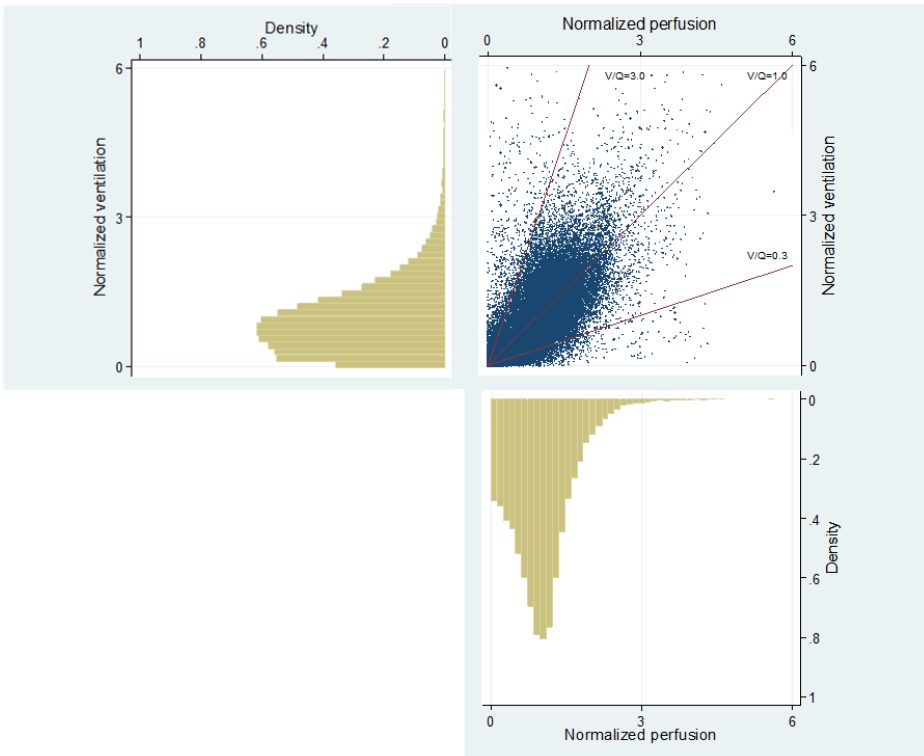 Density
1 .8 .6 .4 .2 0
Normalized ventilation
6
3
0
Normalized perfusion
0 3 6
V/Q=3.0
V/Q=1.0
V/Q=0.3
6
3
0
Normalized ventilation
0
.2
.4
.6
.8
1
Density
0 3 6
Normalized perfusion